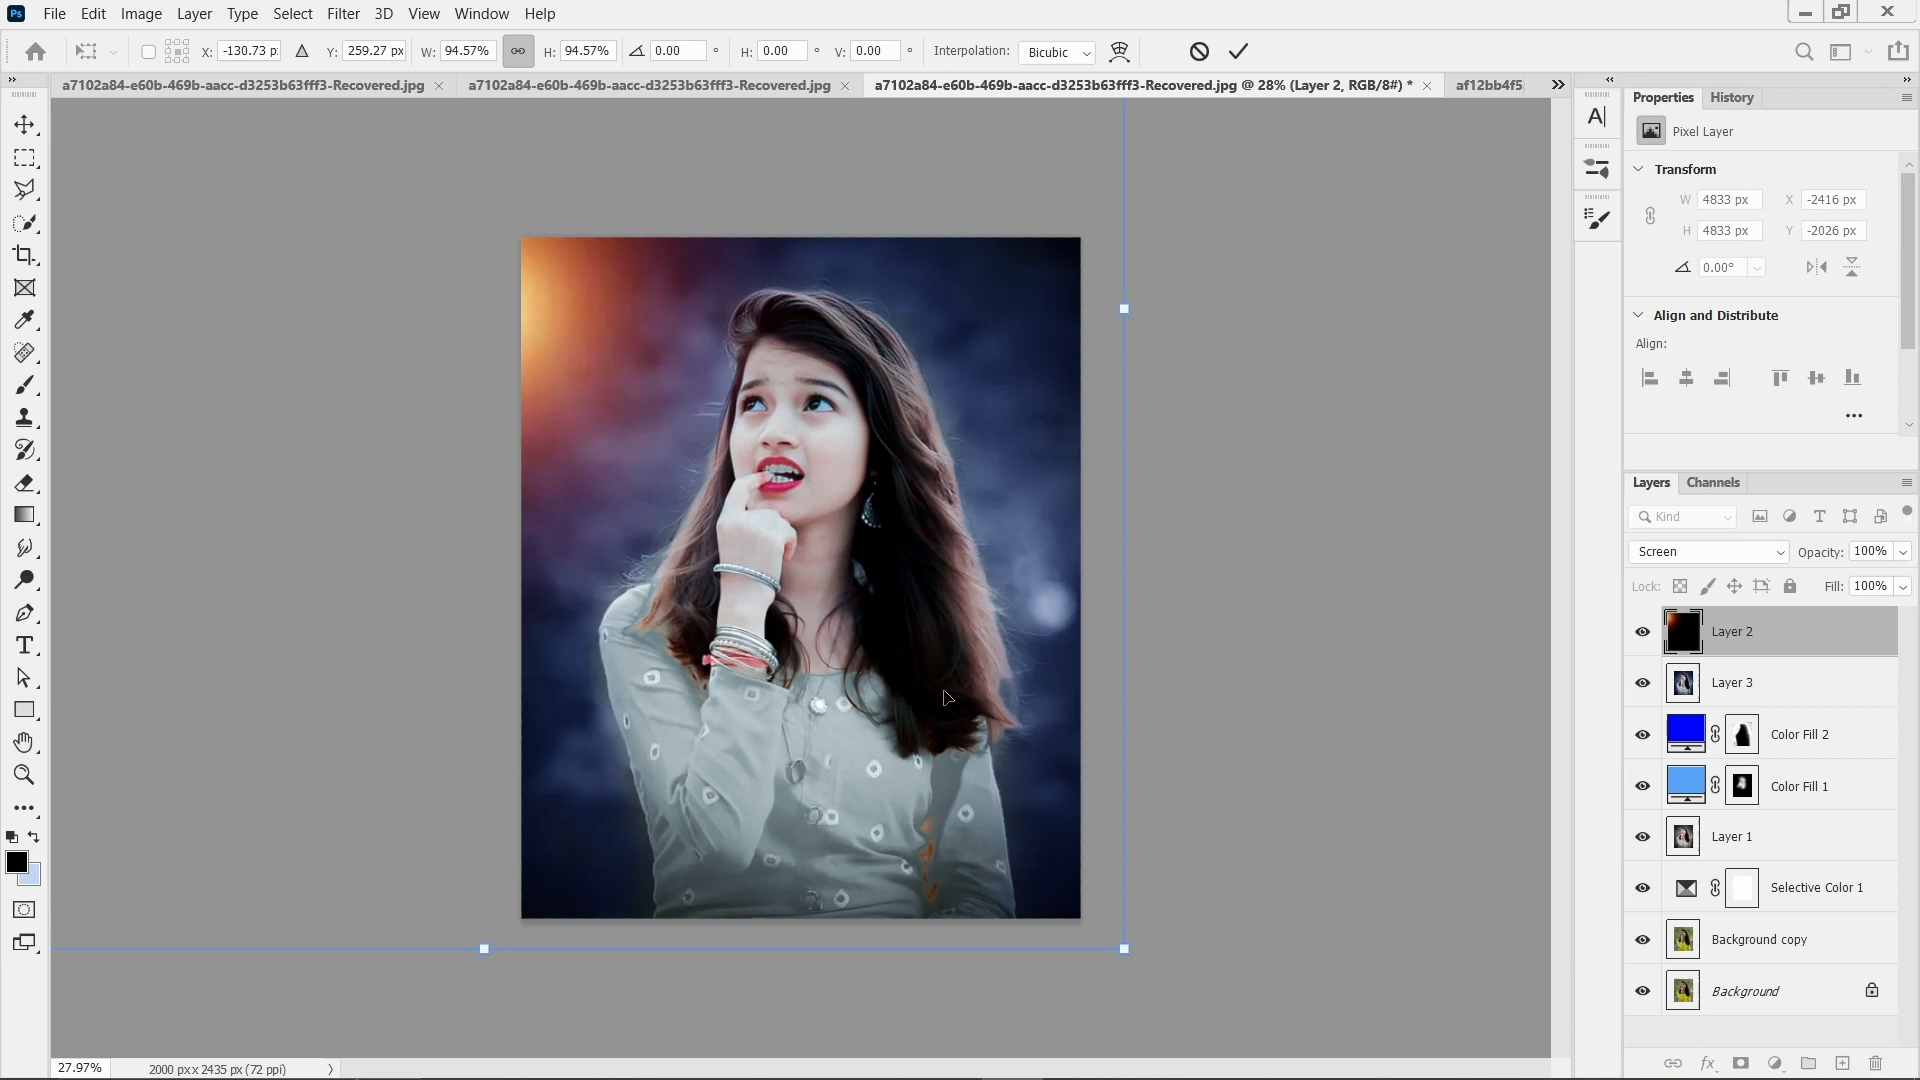 Ps File Edit Image Layer Type Select Filter 3D View Window Help
X: -130.73 p Y: 259.27 px W: 94.57% H: 94.57% 0.00 ° H: 0.00 ° V: 0.00 ° Interpolation: Bicubic
a7102a84-e60b-469b-aacc-d3253b63fff3-Recovered.jpg × a7102a84-e60b-469b-aacc-d3253b63fff3-Recovered.jpg × a7102a84-e60b-469b-aacc-d3253b63fff3-Recovered.jpg @ 28% (Layer 2, RGB/8#) * × af12bb4f5
Properties History
Pixel Layer
Transform
W 4833 px X -2416 px
H 4833 px Y -2026 px
0.00°
Align and Distribute
Align:
Layers Channels
Kind
Screen Opacity: 100%
Lock: Fill: 100%
Layer 2
Layer 3
Color Fill 2
Color Fill 1
Layer 1
Selective Color 1
Background copy
Background
27.97% 2000 px x 2435 px (72 ppi)